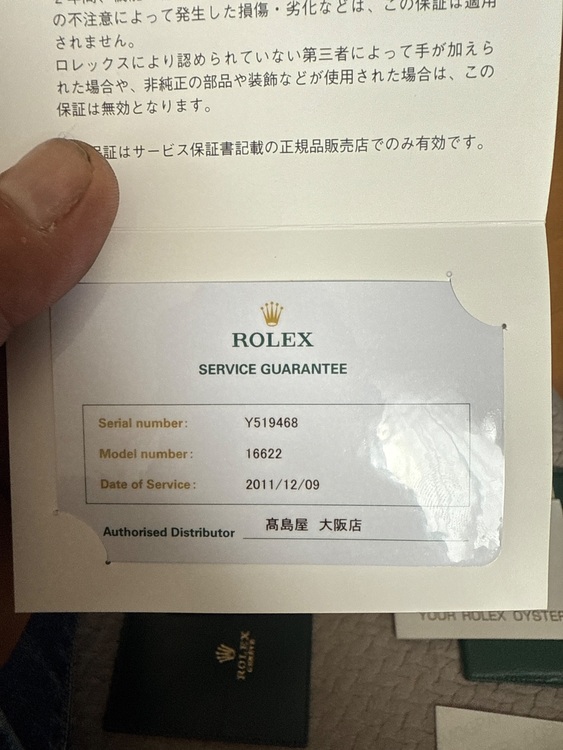 の不注意によって発生した損傷・劣化などは、この保証は適用
されません。
ロレックスにより認められていない第三者によって手が加えら
れた場合や、非純正の部品や装飾などが使用された場合は、この
保証は無効となります。
保証はサービス保証書記載の正規品販売店でのみ有効です。
ROLEX
SERVICE GUARANTEE
Serial number: Y519468
Model number: 16622
Date of Service: 2011/12/09
Authorised Distributor 髙島屋 大阪店
YOUR ROLEX OYSTER
ROLEX
GENEVE